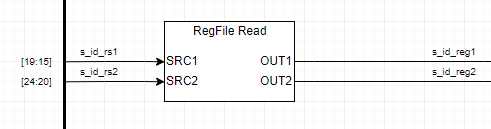 RegFile Read
s_id_rs1
s_id_reg1
[19:15]
SRC1
OUT1
s_id_rs2
s_id_reg2
[24:20]
SRC2
OUT2